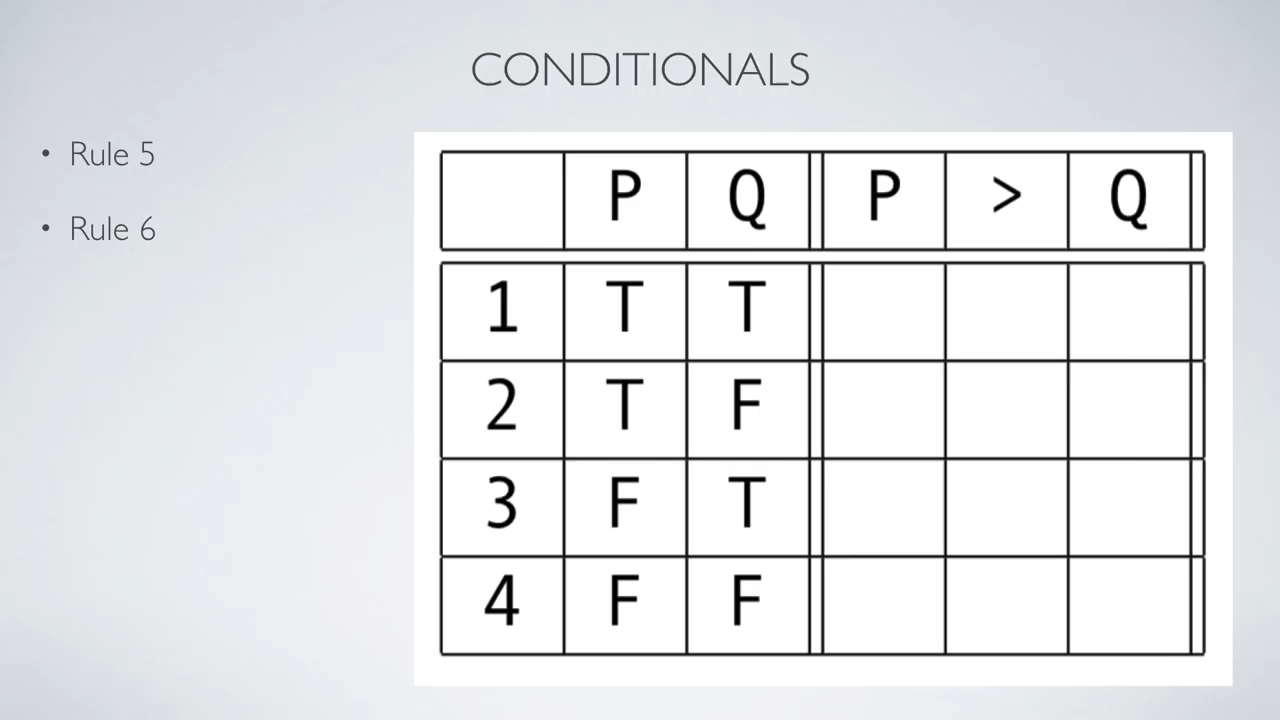 CONDITIONALS
• Rule 5
• Rule 6
P Q P > Q
1 T T
2 T F
3 F T
4 F F